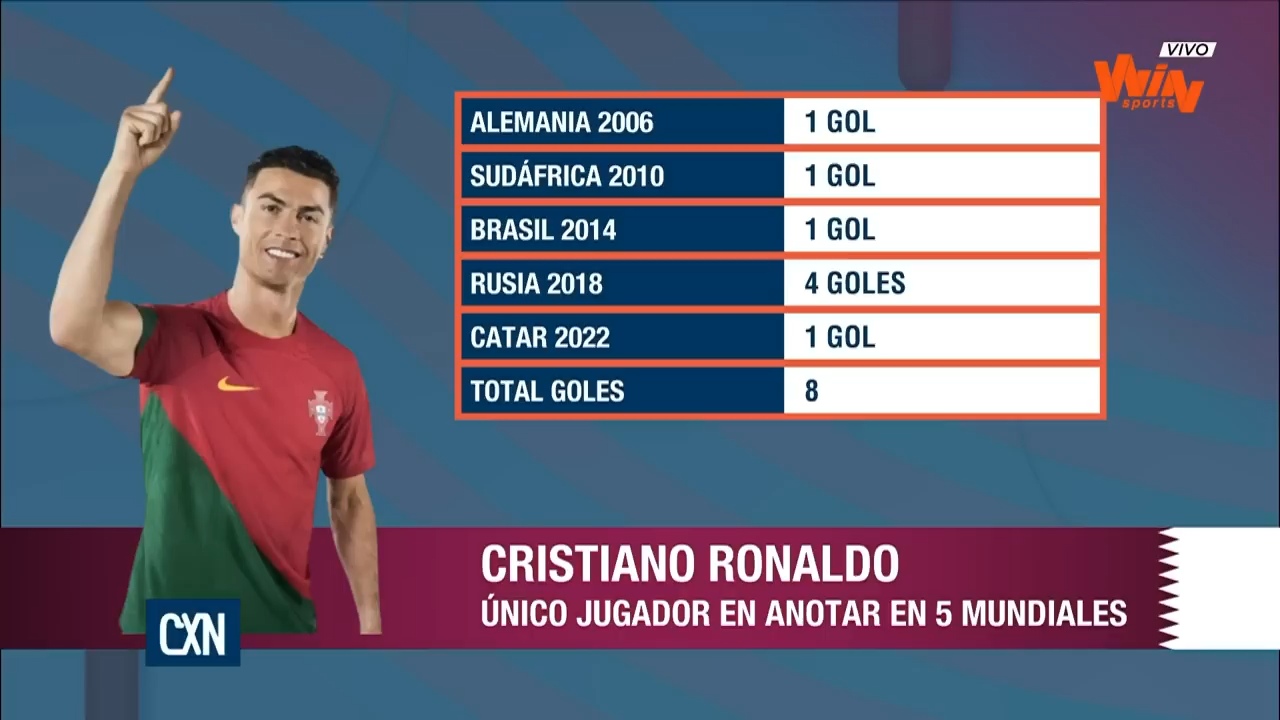 VIVO
WIN
sports
ALEMANIA 2006 1 GOL
SUDÁFRICA 2010 1 GOL
BRASIL 2014 1 GOL
RUSIA 2018 4 GOLES
CATAR 2022 1 GOL
TOTAL GOLES 8
CRISTIANO RONALDO
ÚNICO JUGADOR EN ANOTAR EN 5 MUNDIALES
CXN